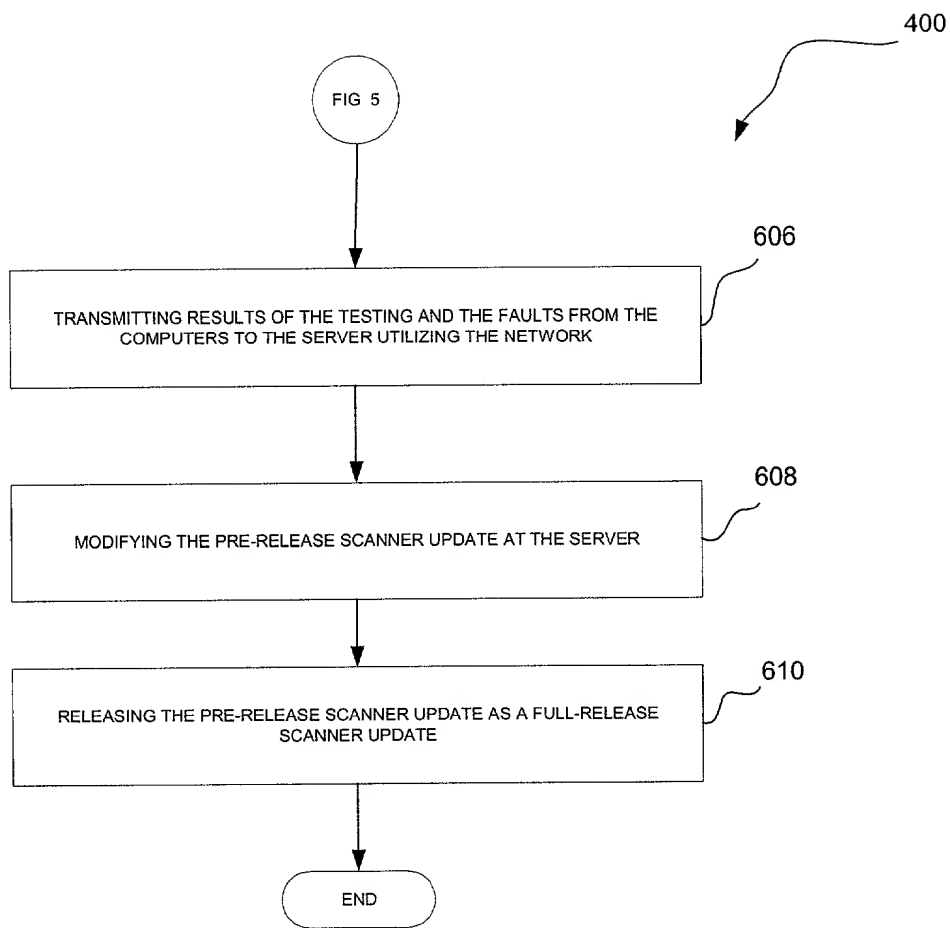 400
FIG 5
606
TRANSMITTING RESULTS OF THE TESTING AND THE FAULTS FROM THE
COMPUTERS TO THE SERVER UTILIZING THE NETWORK
608
MODIFYING THE PRE-RELEASE SCANNER UPDATE AT THE SERVER
610
RELEASING THE PRE-RELEASE SCANNER UPDATE AS A FULL-RELEASE
SCANNER UPDATE
END